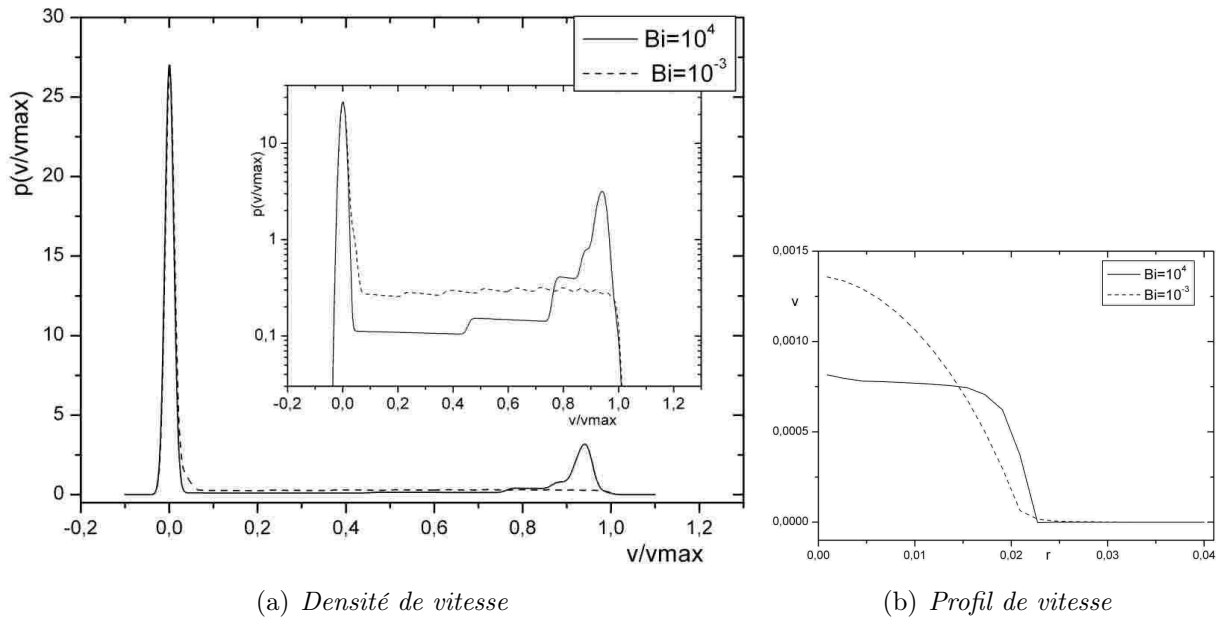 30
25
20
15
10
5
0
p(v/vmax)
-0,2
0,0
0,2
0,4
0,6
0,8
1,0
1,2
v/vmax
Bi=10⁴
Bi=10⁻³
10
1
0,1
p(v/vmax)
-0,2
0,0
0,2
0,4
0,6
0,8
1,0
1,2
v/vmax
0,0015
0,0010
0,0005
0,0000
v
Bi=10⁴
Bi=10⁻³
0,00
0,01
0,02
0,03
0,04
r
(a) Densité de vitesse
(b) Profil de vitesse